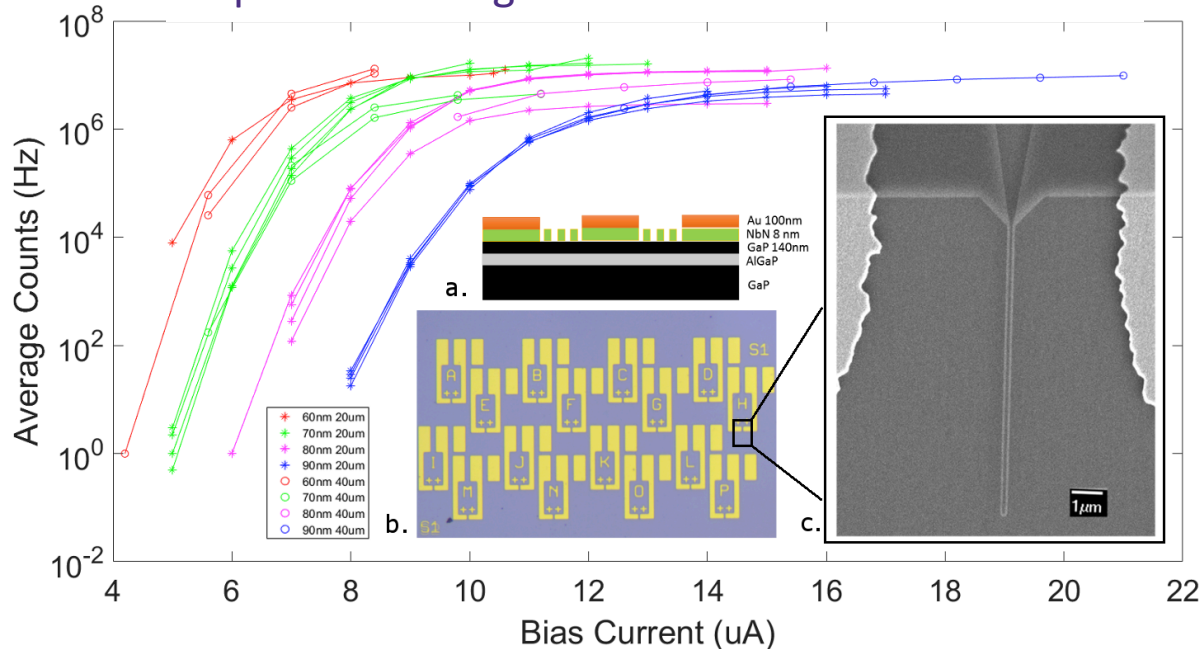 10^8
10^6
10^4
10^2
10^0
10^-2
Average Counts (Hz)
4 6 8 10 12 14 16 18 20 22
Bias Current (uA)
60nm 20um
70nm 20um
80nm 20um
90nm 20um
60nm 40um
70nm 40um
80nm 40um
90nm 40um
a.
Au 100nm
NbN 8 nm
GaP 140nm
AlGaP
GaP
b.
S1
A B C D
E F G H
I J K L
M N O P
S1
c.
1μm